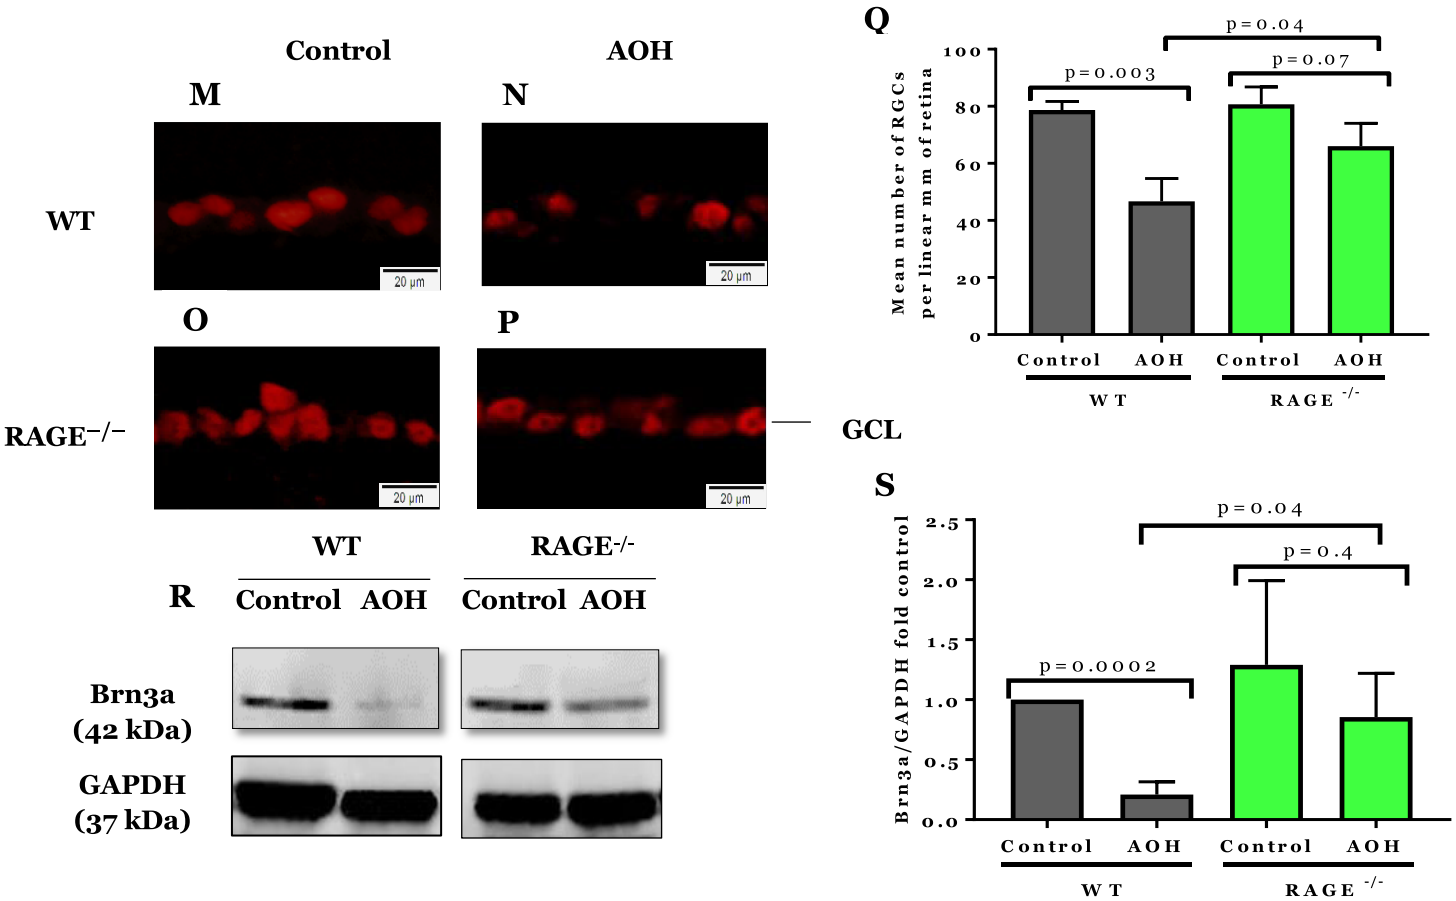 Control AOH
M N
WT
20 µm 20 µm
O P
RAGE–/–
GCL
20 µm 20 µm
WT RAGE-/-
R
Control AOH Control AOH
Brn3a
(42 kDa)
GAPDH
(37 kDa)
Q
p=0.04
p=0.07
p=0.003
Mean number of RGCs
per linear mm of retina
100
80
60
40
20
0
Control AOH Control AOH
WT RAGE -/-
S
p=0.04
p=0.4
p=0.0002
Brn3a/GAPDH fold control
2.5
2.0
1.5
1.0
0.5
0.0
Control AOH Control AOH
WT RAGE -/-